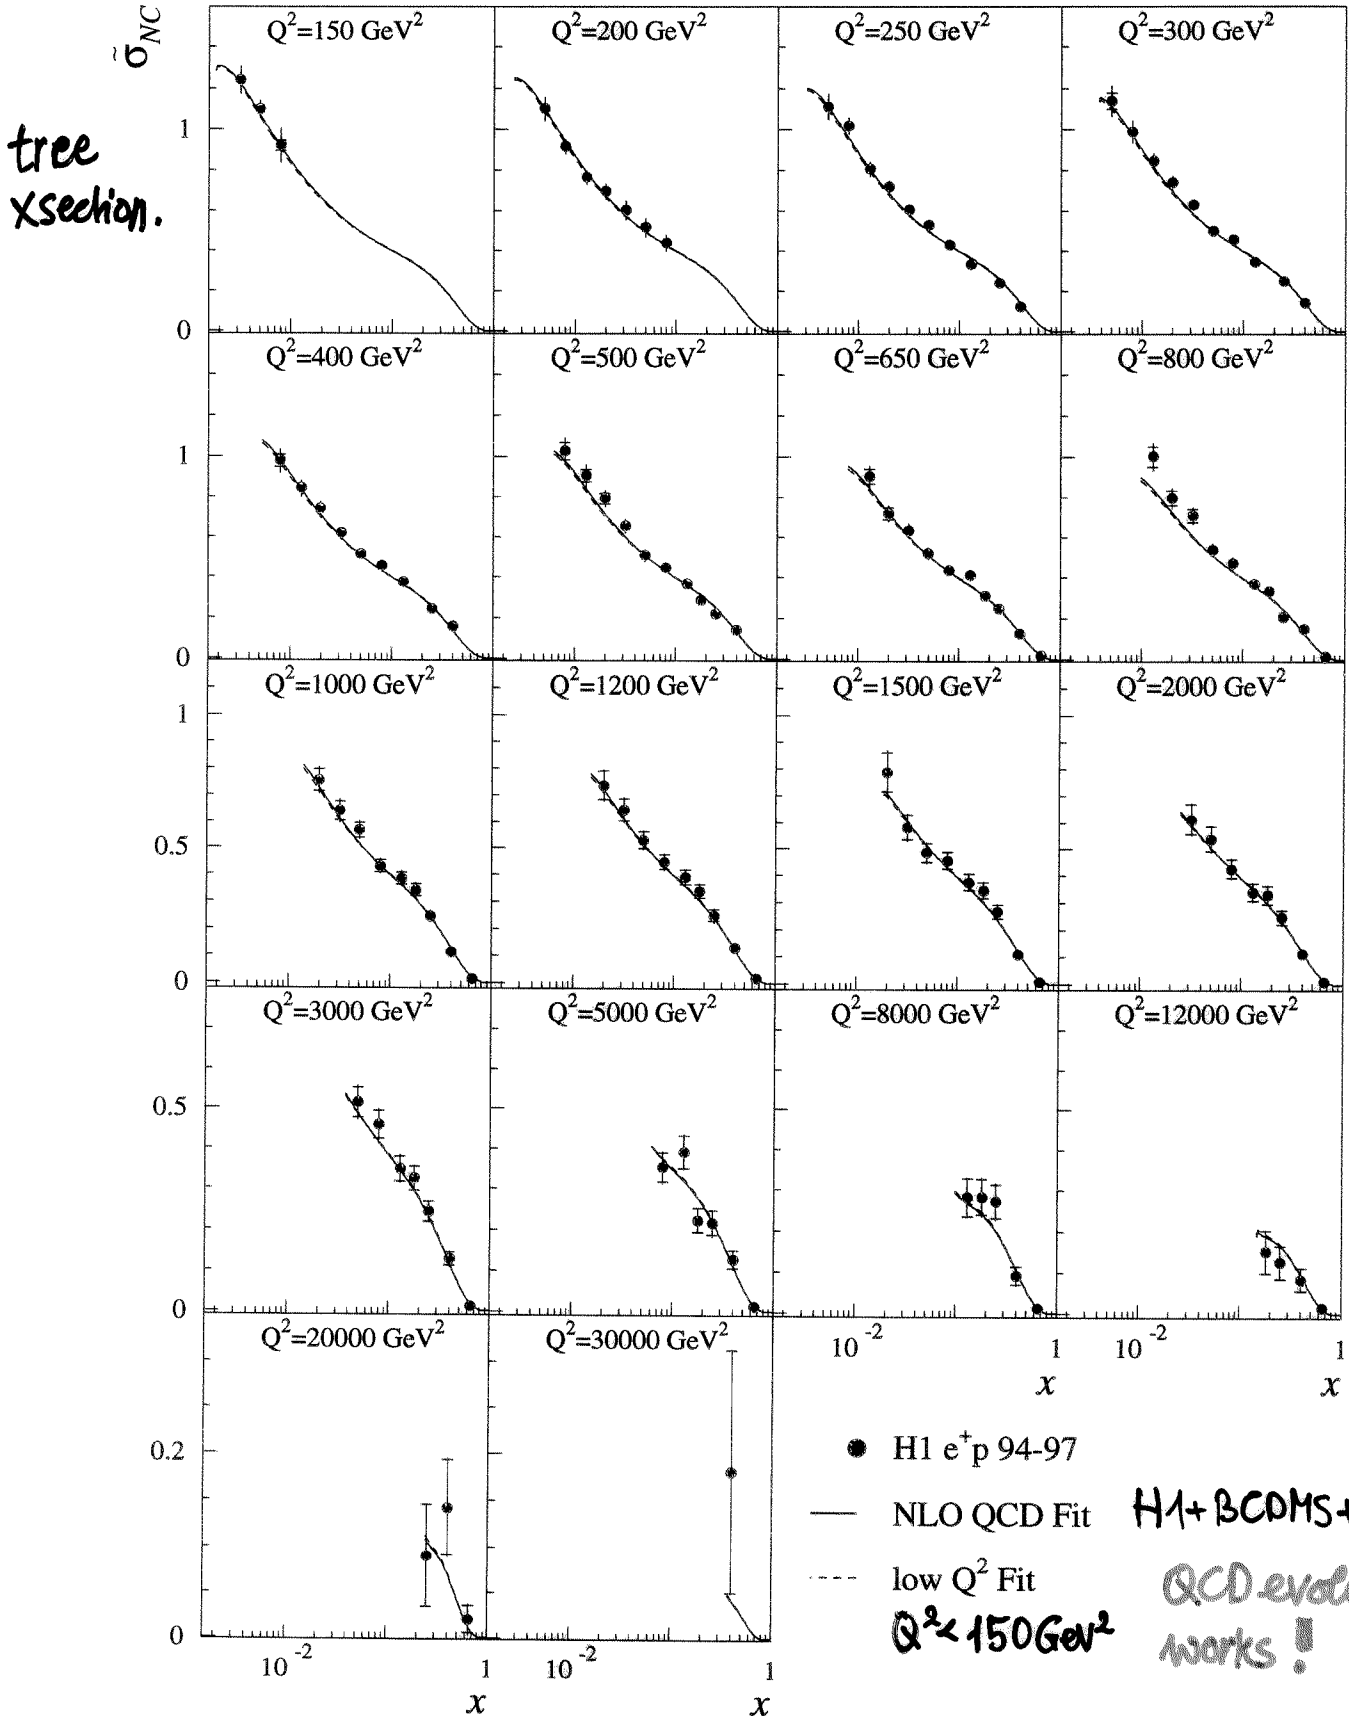 σ̃NC
Q²=150 GeV²
Q²=200 GeV²
Q²=250 GeV²
Q²=300 GeV²
1
0
tree
xsection.
Q²=400 GeV²
Q²=500 GeV²
Q²=650 GeV²
Q²=800 GeV²
1
0
Q²=1000 GeV²
Q²=1200 GeV²
Q²=1500 GeV²
Q²=2000 GeV²
1
0.5
0
Q²=3000 GeV²
Q²=5000 GeV²
Q²=8000 GeV²
Q²=12000 GeV²
0.5
0
10⁻² 1
x
10⁻² 1
x
Q²=20000 GeV²
Q²=30000 GeV²
0.2
0
10⁻² 1
x
10⁻² 1
x
H1 e⁺p 94-97
NLO QCD Fit H1+BCDMS+
low Q² Fit
Q²<150GeV²
QCD evol
works!